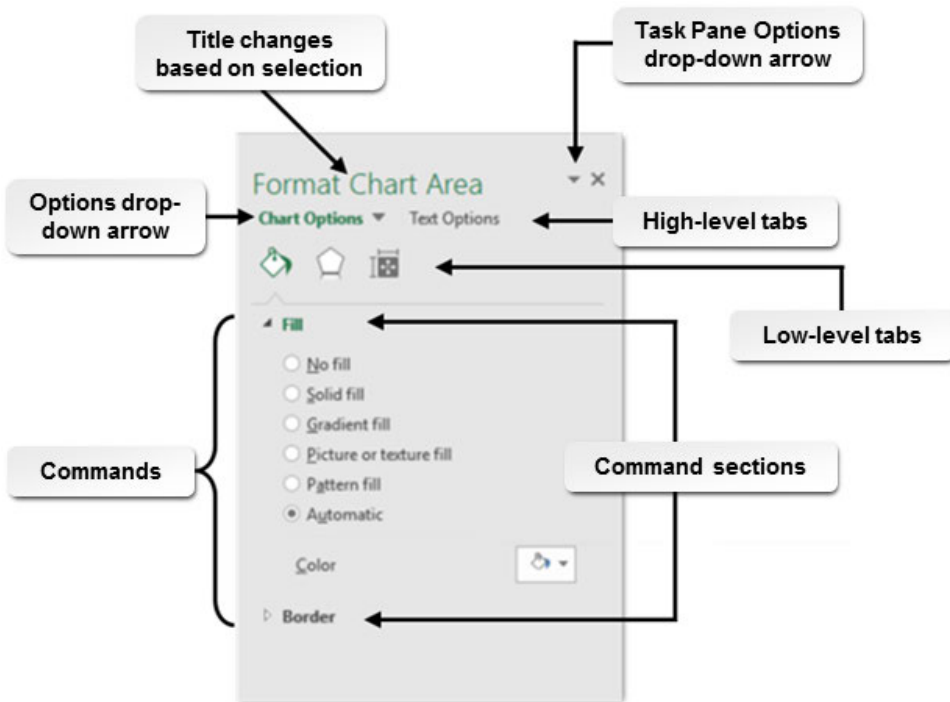 Title changes
based on selection
Task Pane Options
drop-down arrow
Format Chart Area
Options drop-
down arrow
Chart Options
Text Options
High-level tabs
Low-level tabs
Fill
No fill
Solid fill
Gradient fill
Picture or texture fill
Pattern fill
Automatic
Commands
Command sections
Color
Border